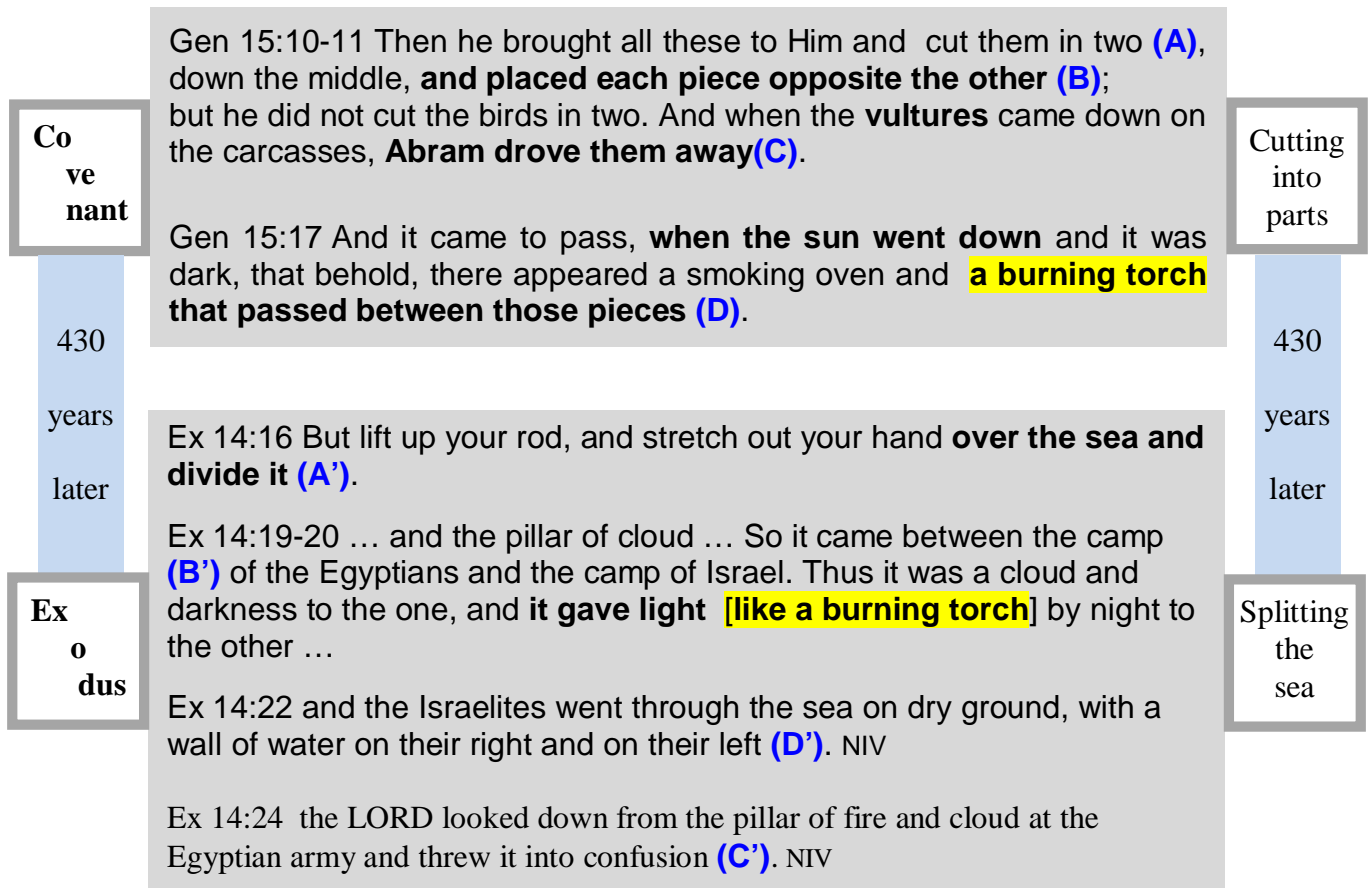 Gen 15:10-11 Then he brought all these to Him and cut them in two (A),
down the middle, and placed each piece opposite the other (B);
but he did not cut the birds in two. And when the vultures came down on
the carcasses, Abram drove them away(C).
Gen 15:17 And it came to pass, when the sun went down and it was
dark, that behold, there appeared a smoking oven and a burning torch
that passed between those pieces (D).
Co
ve
nant
Cutting
into
parts
430
years
later
430
years
later
Ex 14:16 But lift up your rod, and stretch out your hand over the sea and
divide it (A’).
Ex 14:19-20 … and the pillar of cloud … So it came between the camp
(B’) of the Egyptians and the camp of Israel. Thus it was a cloud and
darkness to the one, and it gave light [like a burning torch] by night to
the other …
Ex 14:22 and the Israelites went through the sea on dry ground, with a
wall of water on their right and on their left (D’). NIV
Ex 14:24 the LORD looked down from the pillar of fire and cloud at the
Egyptian army and threw it into confusion (C’). NIV
Ex
o
dus
Splitting
the
sea